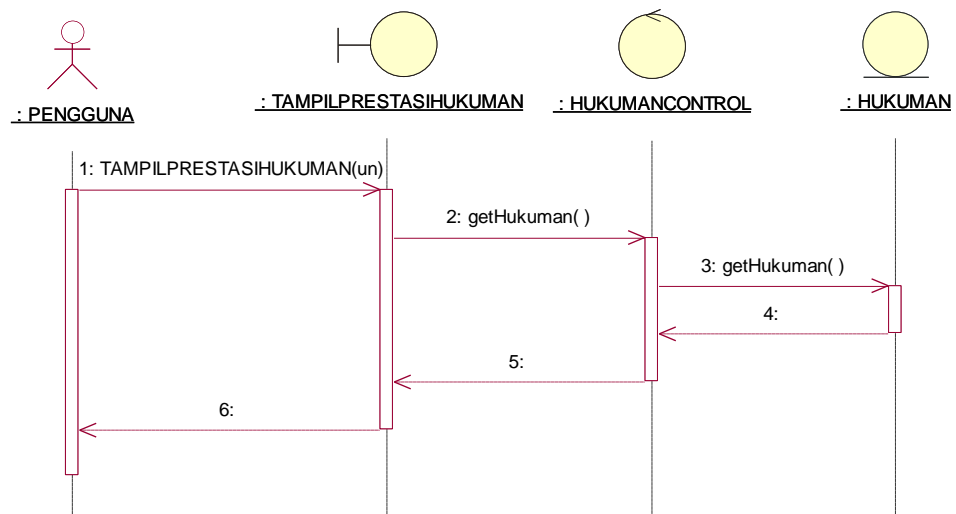 : PENGGUNA
: TAMPILPRESTASIHUKUMAN
: HUKUMANCONTROL
: HUKUMAN
1: TAMPILPRESTASIHUKUMAN(un)
2: getHukuman( )
3: getHukuman( )
4:
5:
6: